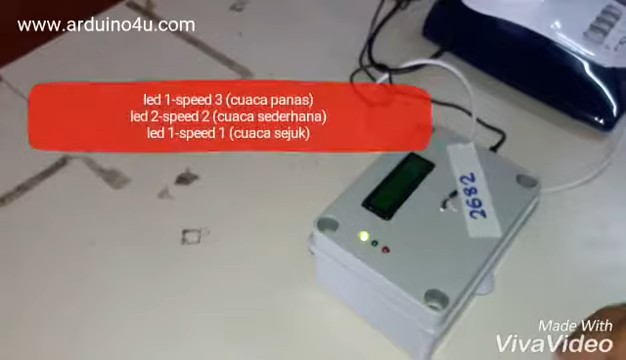 www.arduino4u.com
led 1-speed 3 (cuaca panas)
led 2-speed 2 (cuaca sederhana)
led 1-speed 1 (cuaca sejuk)
2682
Made With
VivaVideo